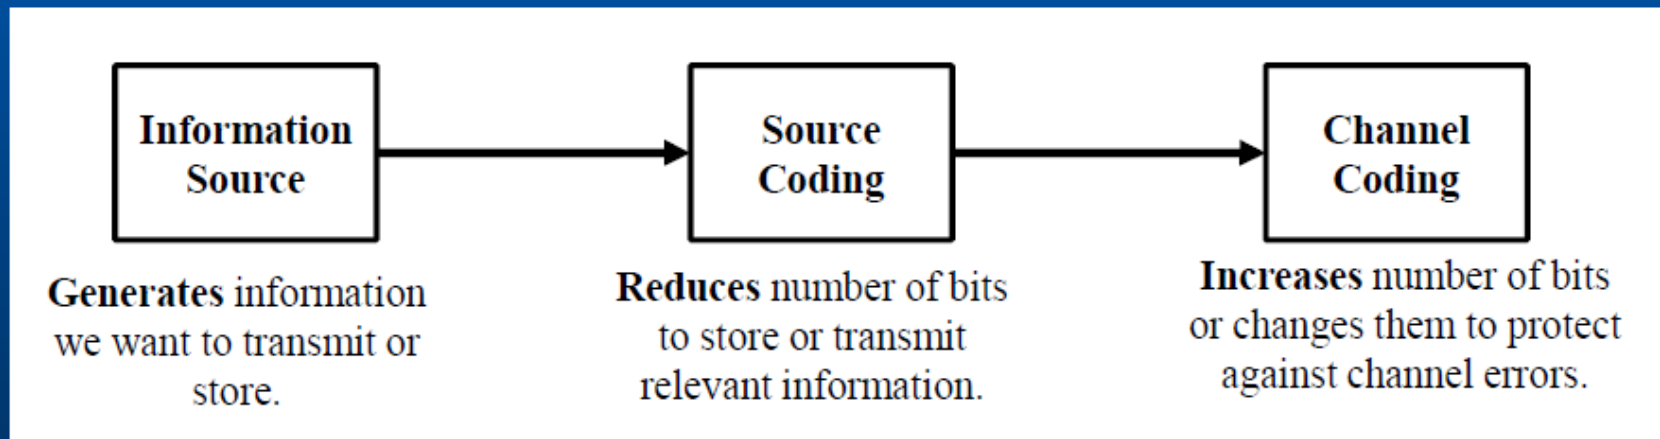 Information
Source
Generates information
we want to transmit or
store.
Source
Coding
Reduces number of bits
to store or transmit
relevant information.
Channel
Coding
Increases number of bits
or changes them to protect
against channel errors.